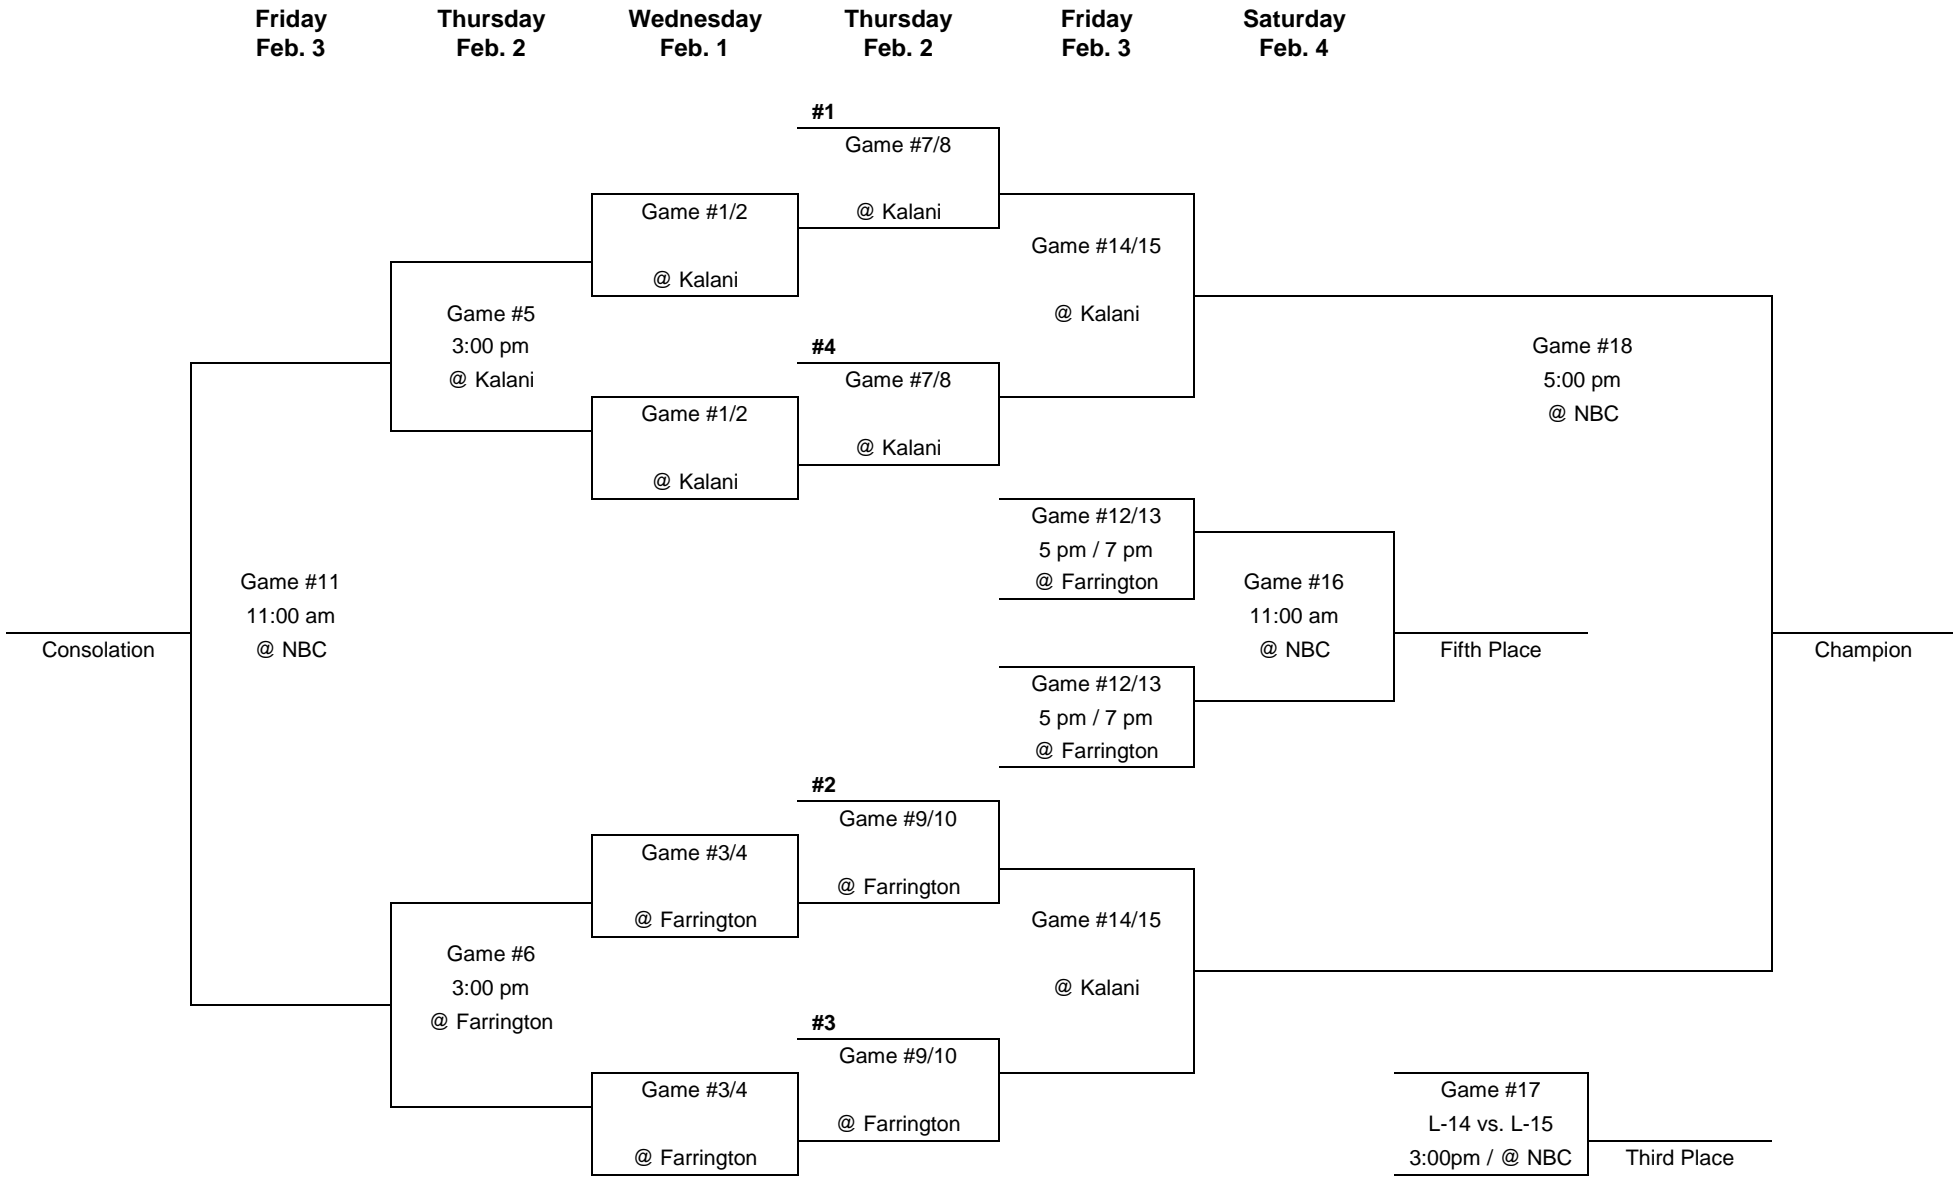 Friday
Feb. 3
Thursday
Feb. 2
Wednesday
Feb. 1
Thursday
Feb. 2
Friday
Feb. 3
Saturday
Feb. 4
#1
Game #7/8
@ Kalani
Game #1/2
@ Kalani
Game #14/15
@ Kalani
Game #5
3:00 pm
@ Kalani
#4
Game #7/8
@ Kalani
Game #18
5:00 pm
@ NBC
Game #1/2
@ Kalani
Game #12/13
5 pm / 7 pm
@ Farrington
Game #11
11:00 am
@ NBC
Consolation
Game #16
11:00 am
@ NBC
Fifth Place
Champion
Game #12/13
5 pm / 7 pm
@ Farrington
#2
Game #9/10
@ Farrington
Game #3/4
@ Farrington
Game #14/15
@ Kalani
Game #6
3:00 pm
@ Farrington
#3
Game #9/10
@ Farrington
Game #3/4
@ Farrington
Game #17
L-14 vs. L-15
3:00pm / @ NBC
Third Place